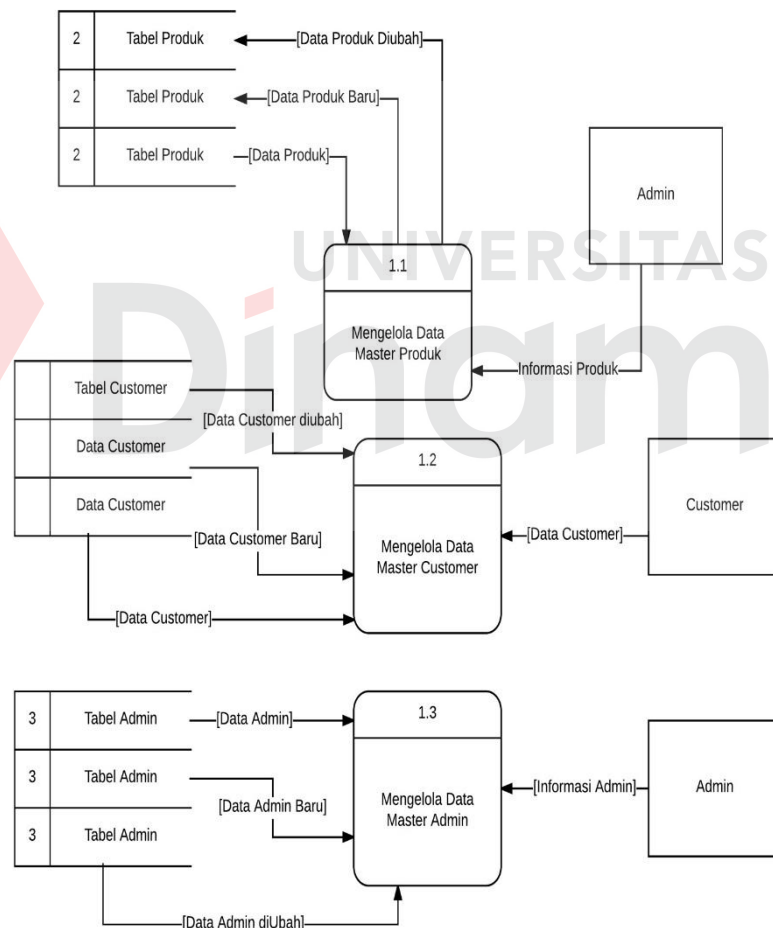 2 Tabel Produk [Data Produk Diubah]
2 Tabel Produk [Data Produk Baru]
2 Tabel Produk [Data Produk]
Admin
UNIVERSITAS
Dinam
1.1
Mengelola Data
Master Produk
Informasi Produk
Tabel Customer
[Data Customer diubah]
Data Customer
Data Customer
[Data Customer Baru]
[Data Customer]
1.2
Mengelola Data
Master Customer
[Data Customer]
Customer
3 Tabel Admin [Data Admin]
3 Tabel Admin
[Data Admin Baru]
3 Tabel Admin
[Data Admin diUbah]
1.3
Mengelola Data
Master Admin
[Informasi Admin]
Admin